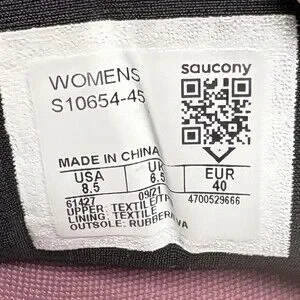 WOMENS
S10654-45
saucony
MADE IN CHINA
USA UK EUR
8.5 6.5 40
61427 09/21 4700529666
UPPER: TEXTILE/
LINING: TEXTILE
OUTSOLE: RUBBER/